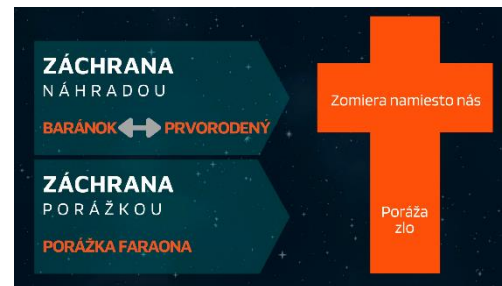 ZÁCHRANA
NÁHRADOU
BARÁNOK PRVORODENÝ
ZÁCHRANA
PORÁŽKOU
PORÁŽKA FARAONA
Zomiera namiesto nás
Poráža
zlo